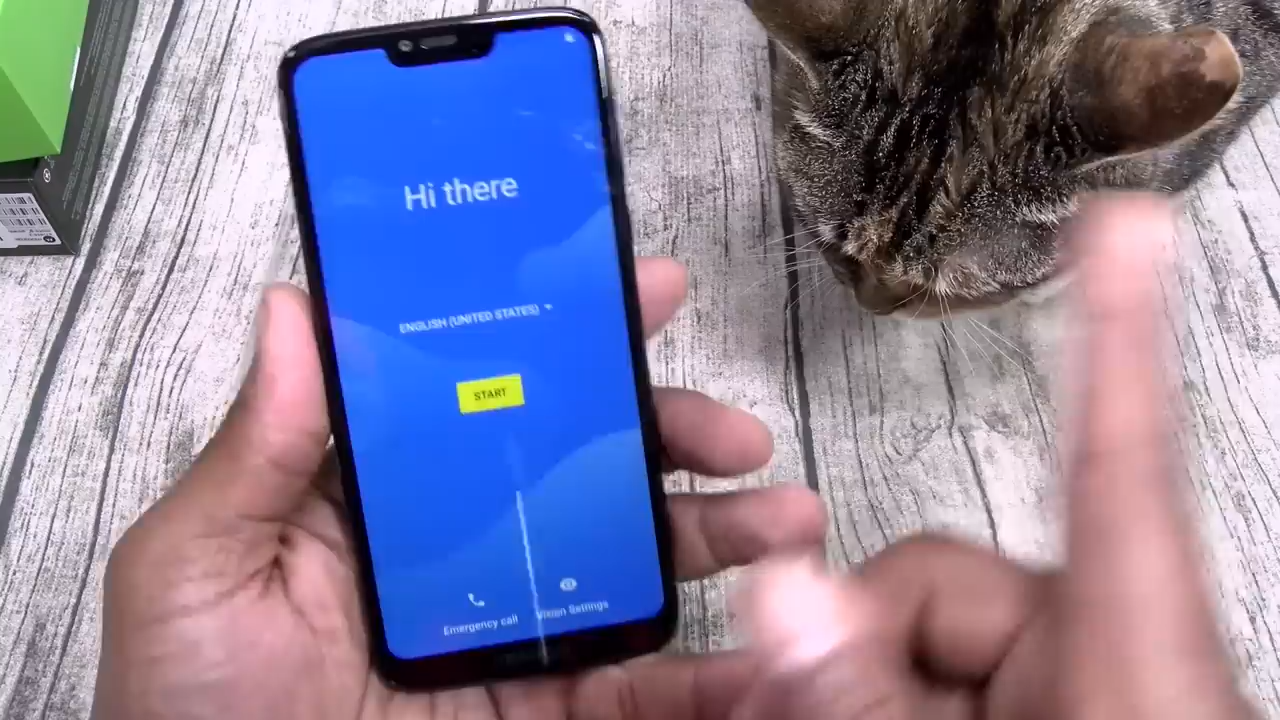 Hi there
ENGLISH (UNITED STATES)
START
Emergency call
Vision Settings